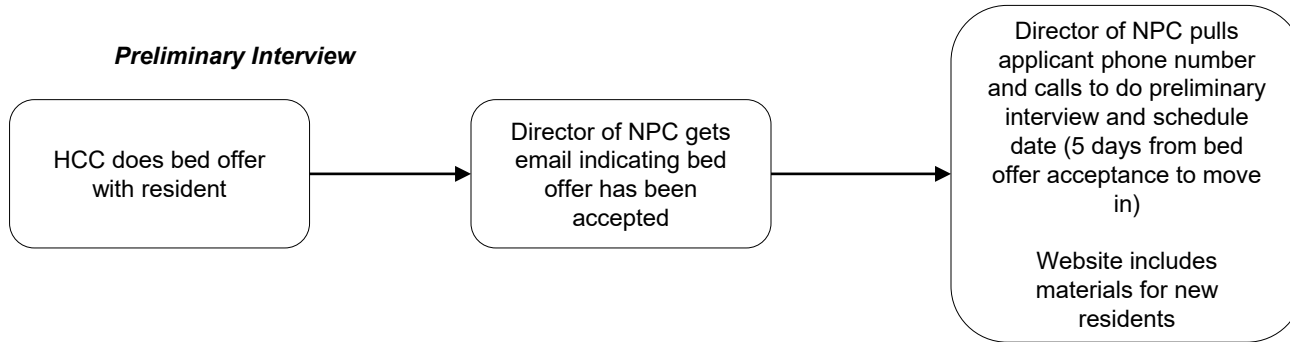 Preliminary Interview
HCC does bed offer
with resident
Director of NPC gets
email indicating bed
offer has been
accepted
Director of NPC pulls
applicant phone number
and calls to do preliminary
interview and schedule
date (5 days from bed
offer acceptance to move
in)
Website includes
materials for new
residents